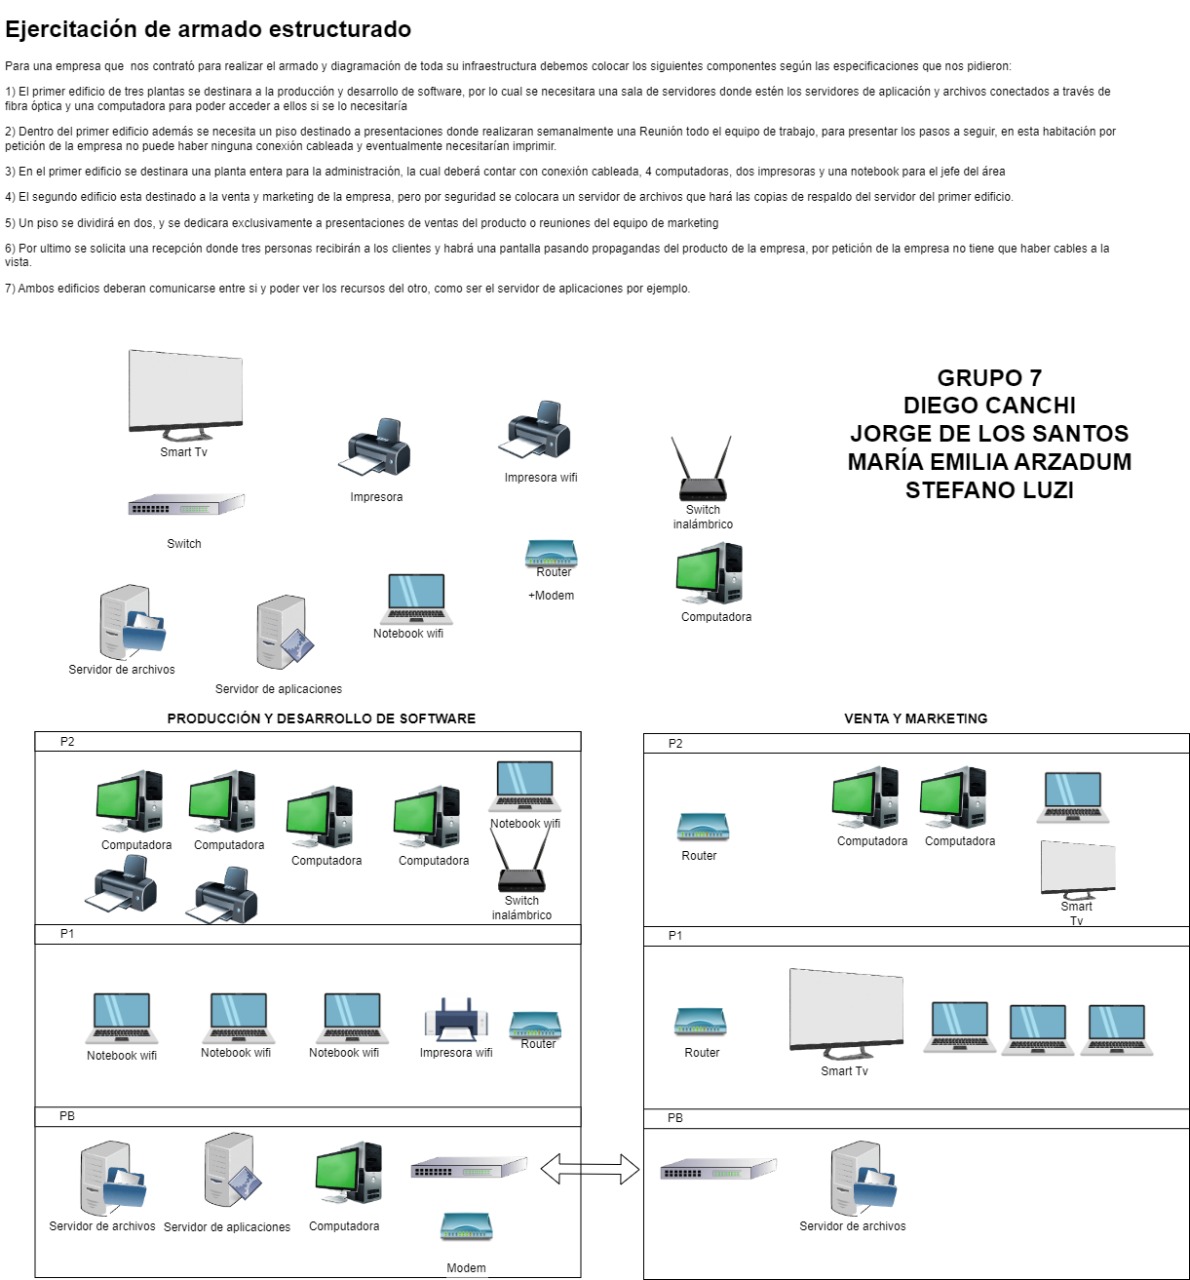 Ejercitación de armado estructurado
Para una empresa que nos contrató para realizar el armado y diagramación de toda su infraestructura debemos colocar los siguientes componentes según las especificaciones que nos pidieron:
1) El primer edificio de tres plantas se destinara a la producción y desarrollo de software, por lo cual se necesitara una sala de servidores donde estén los servidores de aplicación y archivos conectados a través de
fibra óptica y una computadora para poder acceder a ellos si se lo necesitaría
2) Dentro del primer edificio además se necesita un piso destinado a presentaciones donde realizaran semanalmente una Reunión todo el equipo de trabajo, para presentar los pasos a seguir, en esta habitación por
petición de la empresa no puede haber ninguna conexión cableada y eventualmente necesitarían imprimir.
3) En el primer edificio se destinara una planta entera para la administración, la cual deberá contar con conexión cableada, 4 computadoras, dos impresoras y una notebook para el jefe del área
4) El segundo edificio esta destinado a la venta y marketing de la empresa, pero por seguridad se colocara un servidor de archivos que hará las copias de respaldo del servidor del primer edificio.
5) Un piso se dividirá en dos, y se dedicara exclusivamente a presentaciones de ventas del producto o reuniones del equipo de marketing
6) Por ultimo se solicita una recepción donde tres personas recibirán a los clientes y habrá una pantalla pasando propagandas del producto de la empresa, por petición de la empresa no tiene que haber cables a la
vista.
7) Ambos edificios deberan comunicarse entre si y poder ver los recursos del otro, como ser el servidor de aplicaciones por ejemplo.
GRUPO 7
DIEGO CANCHI
JORGE DE LOS SANTOS
MARÍA EMILIA ARZADUM
STEFANO LUZI
Smart Tv
Impresora
Impresora wifi
Switch
inalámbrico
Switch
Router
+Modem
Computadora
Notebook wifi
Servidor de archivos
Servidor de aplicaciones
PRODUCCIÓN Y DESARROLLO DE SOFTWARE
P2
Notebook wifi
Computadora
Computadora
Computadora
Computadora
Switch
inalámbrico
P1
Notebook wifi
Notebook wifi
Notebook wifi
Impresora wifi
Router
PB
Servidor de archivos
Servidor de aplicaciones
Computadora
Modem
VENTA Y MARKETING
P2
Router
Computadora
Computadora
Smart
Tv
P1
Router
Smart Tv
PB
Servidor de archivos